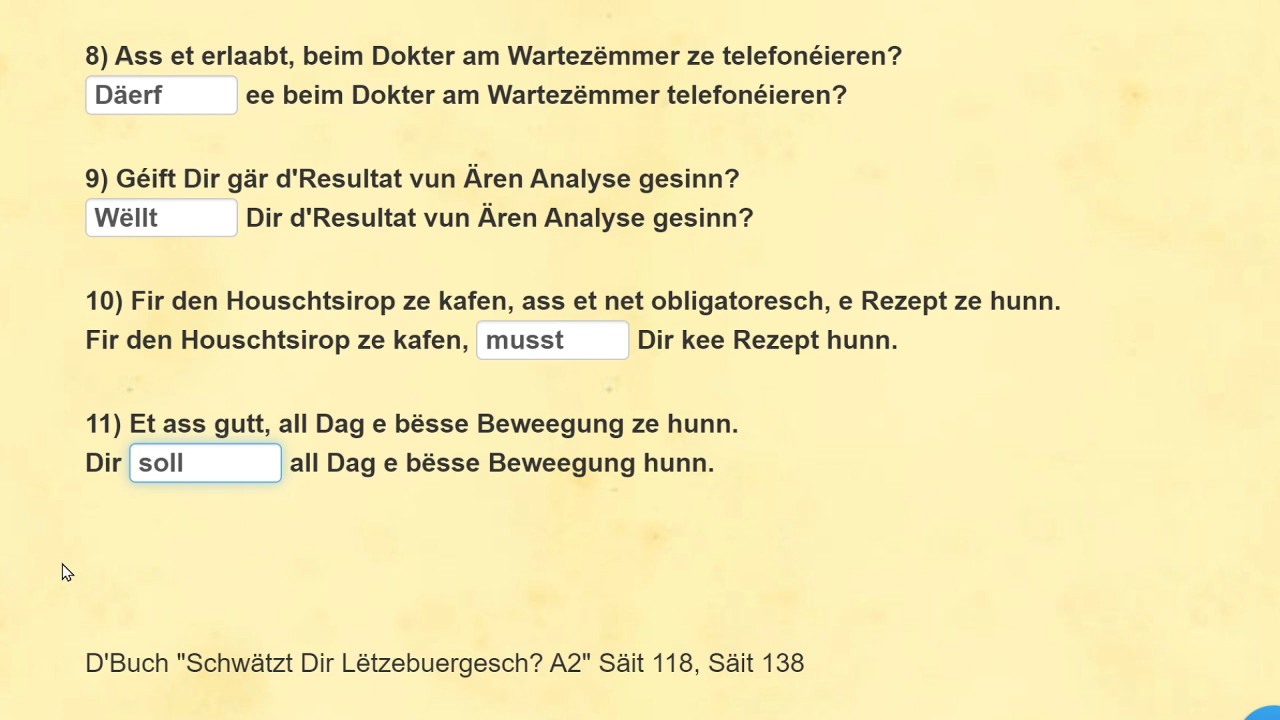 8) Ass et erlaabt, beim Dokter am Wartezëmmer ze telefonéieren?
Däerf ee beim Dokter am Wartezëmmer telefonéieren?
9) Géift Dir gär d'Resultat vun Ären Analyse gesinn?
Wëllt Dir d'Resultat vun Ären Analyse gesinn?
10) Fir den Houschtsirop ze kafen, ass et net obligatoresch, e Rezept ze hunn.
Fir den Houschtsirop ze kafen, musst Dir kee Rezept hunn.
11) Et ass gutt, all Dag e bësse Beweegung ze hunn.
Dir soll all Dag e bësse Beweegung hunn.
D'Buch "Schwätzt Dir Lëtzebuergesch? A2" Säit 118, Säit 138